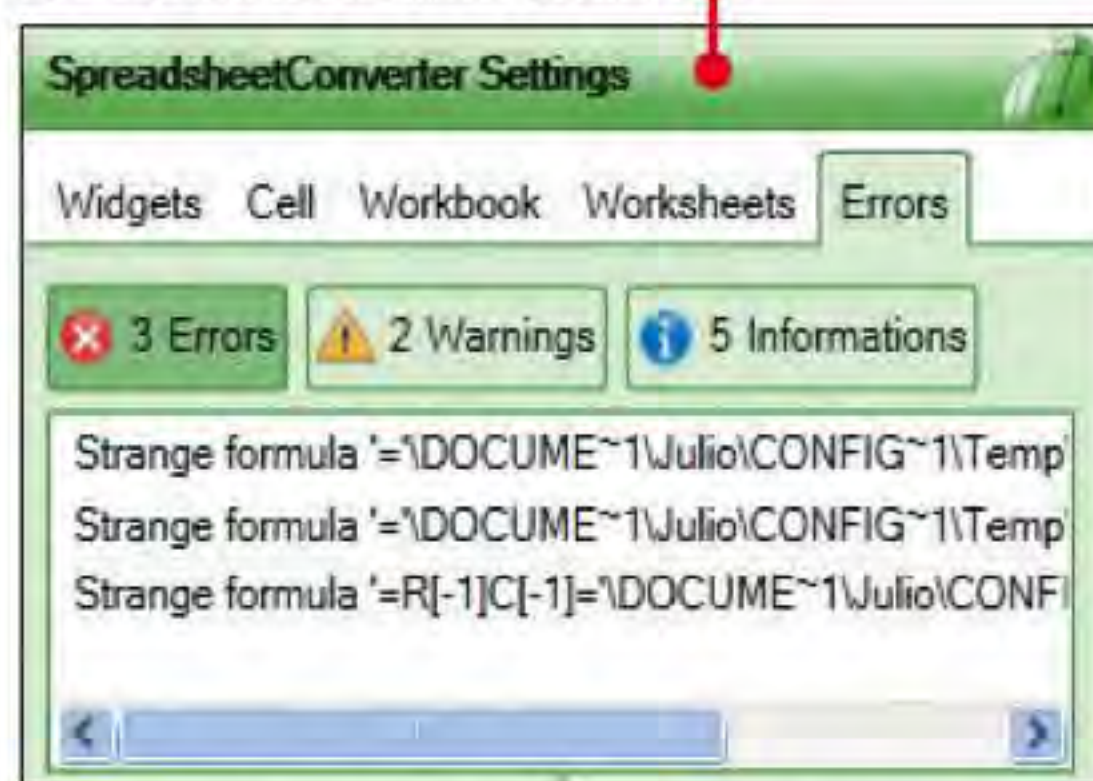 SpreadsheetConverter Settings
Widgets Cell Workbook Worksheets Errors
3 Errors 2 Warnings 5 Informations
Strange formula '='\DOCUME~1\Julio\CONFIG~1\Temp'
Strange formula '='\DOCUME~1\Julio\CONFIG~1\Temp
Strange formula '=R[-1]C[-1]='\DOCUME~1\Julio\CONFI